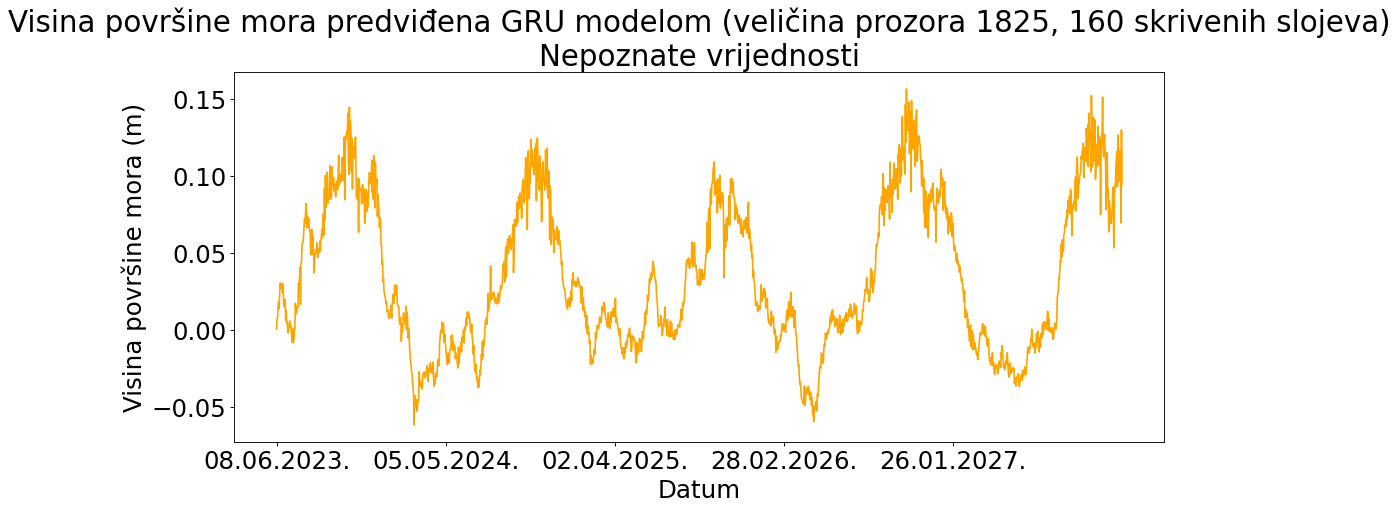 Visina površine mora predviđena GRU modelom (veličina prozora 1825, 160 skrivenih slojeva)
Nepoznate vrijednosti
Visina površine mora (m)
0.15
0.10
0.05
0.00
−0.05
08.06.2023. 05.05.2024. 02.04.2025. 28.02.2026. 26.01.2027.
Datum